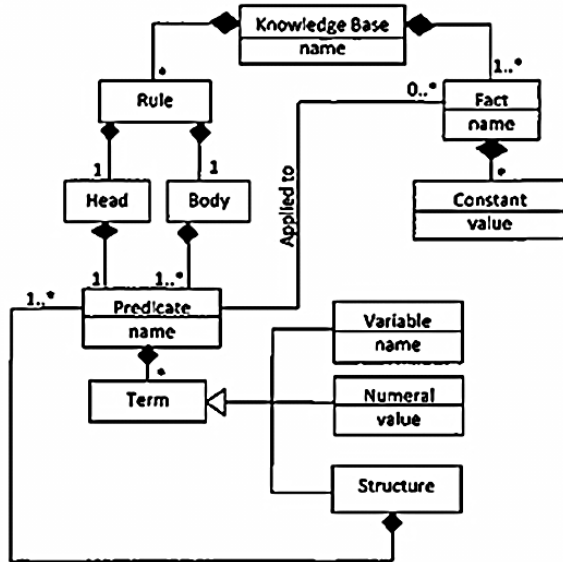 Knowledge Base
name
*
1..*
Rule
0..*
Fact
name
1
1
*
Head
Body
Applied to
Constant
value
1..*
1
1..*
Predicate
name
Variable
name
*
Term
Numeral
value
Structure